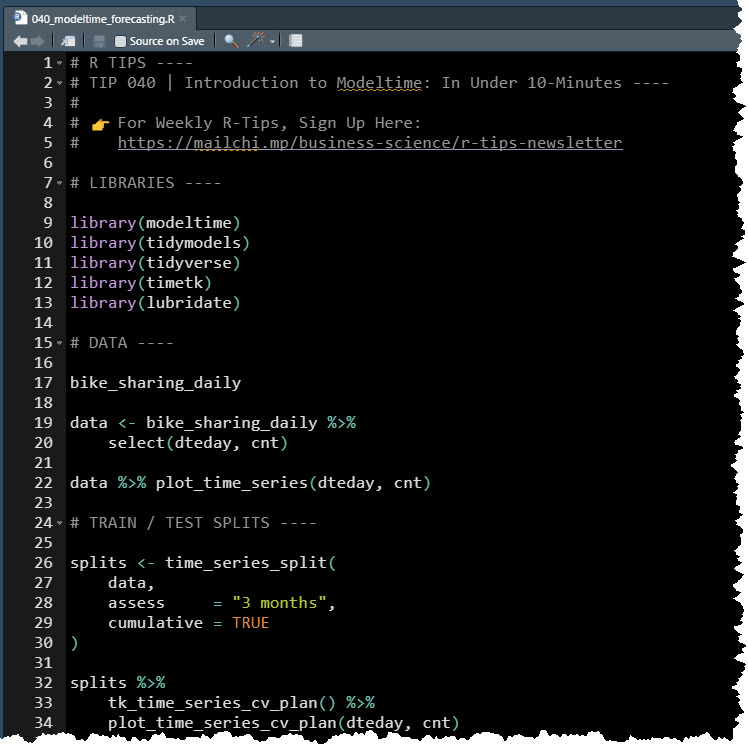 040_modeltime_forecasting.R
Source on Save
1 # R TIPS ----
2 # TIP 040 | Introduction to Modeltime: In Under 10-Minutes ----
3 #
4 # 👉 For Weekly R-Tips, Sign Up Here:
5 #    https://mailchi.mp/business-science/r-tips-newsletter
6
7 # LIBRARIES ----
8
9 library(modeltime)
10 library(tidymodels)
11 library(tidyverse)
12 library(timetk)
13 library(lubridate)
14
15 # DATA ----
16
17 bike_sharing_daily
18
19 data <- bike_sharing_daily %>%
20     select(dteday, cnt)
21
22 data %>% plot_time_series(dteday, cnt)
23
24 # TRAIN / TEST SPLITS ----
25
26 splits <- time_series_split(
27     data,
28     assess     = "3 months",
29     cumulative = TRUE
30 )
31
32 splits %>%
33     tk_time_series_cv_plan() %>%
34     plot_time_series_cv_plan(dteday, cnt)